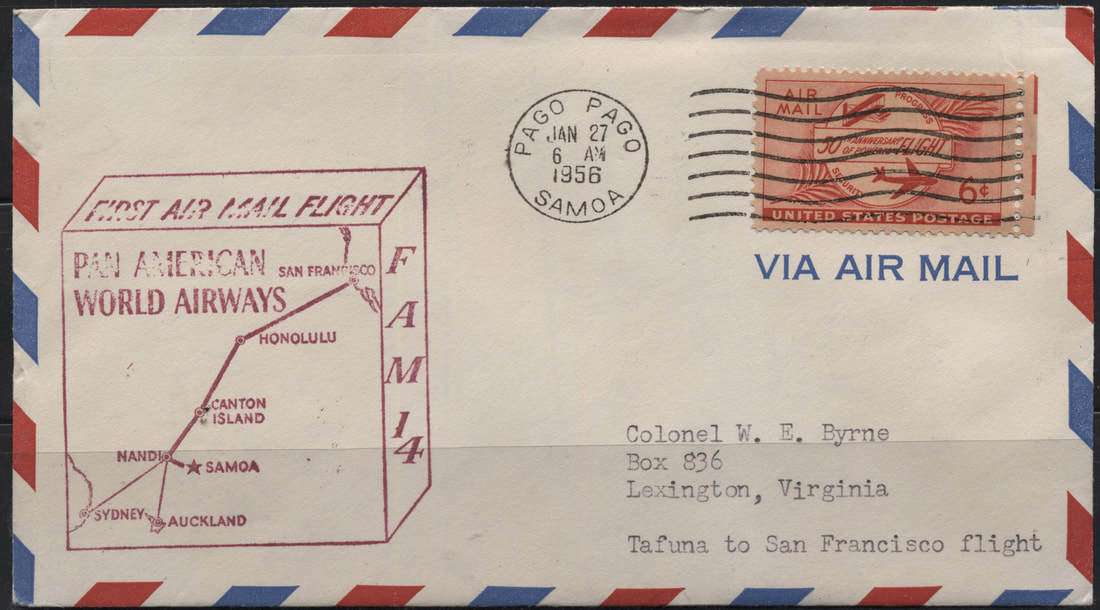 FIRST AIR MAIL FLIGHT
PAN AMERICAN
WORLD AIRWAYS
SAN FRANCISCO
HONOLULU
CANTON
ISLAND
NANDI
SAMOA
SYDNEY
AUCKLAND
FAM14
PAGO PAGO
JAN 27
6 AM
1956
SAMOA
AIR
MAIL
PROGRESS
50TH ANNIVERSARY
OF POWERED FLIGHT
SECURITY
6¢
UNITED STATES POSTAGE
VIA AIR MAIL
Colonel W. E. Byrne
Box 836
Lexington, Virginia
Tafuna to San Francisco flight